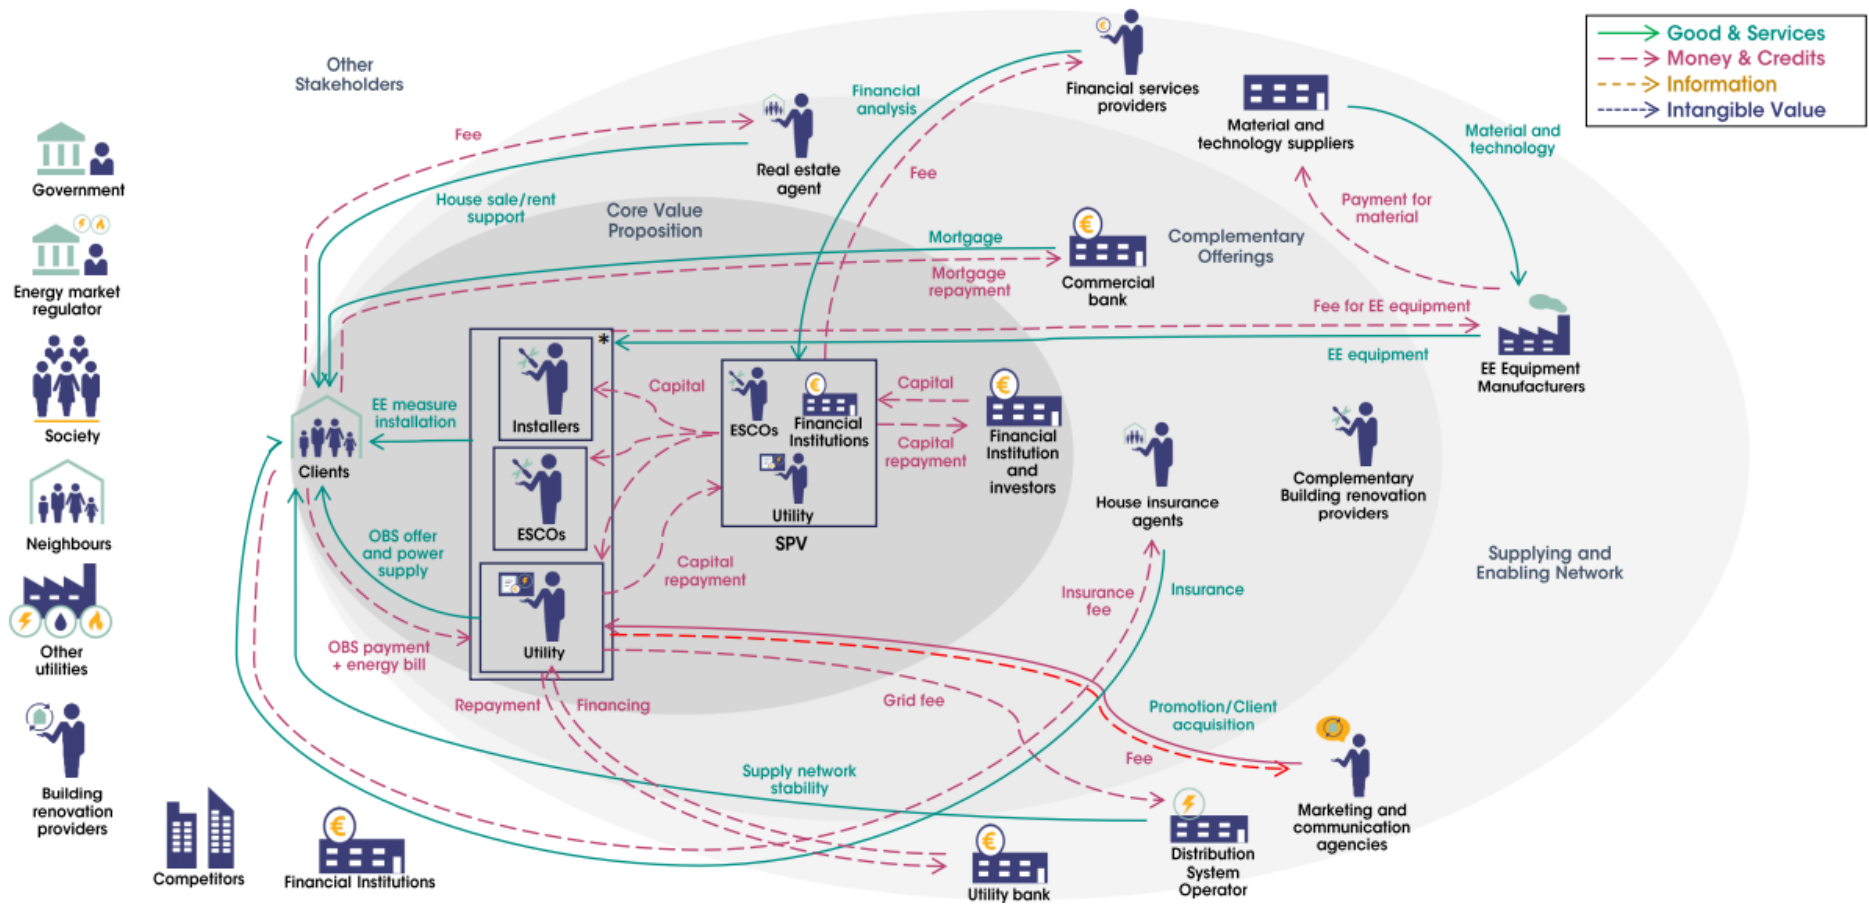 Other
Stakeholders
Government
Energy market
regulator
Society
Neighbours
Other
utilities
Building
renovation
providers
Competitors
Financial Institutions
Good & Services
Money & Credits
Information
Intangible Value
Financial services
providers
Financial
analysis
Fee
Material and
technology suppliers
Material and
technology
Payment for
material
Fee
Real estate
agent
House sale/rent
support
Core Value
Proposition
Mortgage
Mortgage
repayment
Commercial
bank
Complementary
Offerings
Fee for EE equipment
EE equipment
EE Equipment
Manufacturers
*
Installers
ESCOs
Utility
Capital
ESCOs
Financial
Institutions
Utility
SPV
Capital
Capital
repayment
Financial
Institution
and
investors
EE measure
installation
Clients
OBS offer
and power
supply
OBS payment
+ energy bill
Capital
repayment
House insurance
agents
Complementary
Building renovation
providers
Supplying and
Enabling Network
Insurance
fee
Insurance
Repayment
Financing
Grid fee
Promotion/Client
acquisition
Fee
Supply network
stability
Utility bank
Distribution
System
Operator
Marketing and
communication
agencies